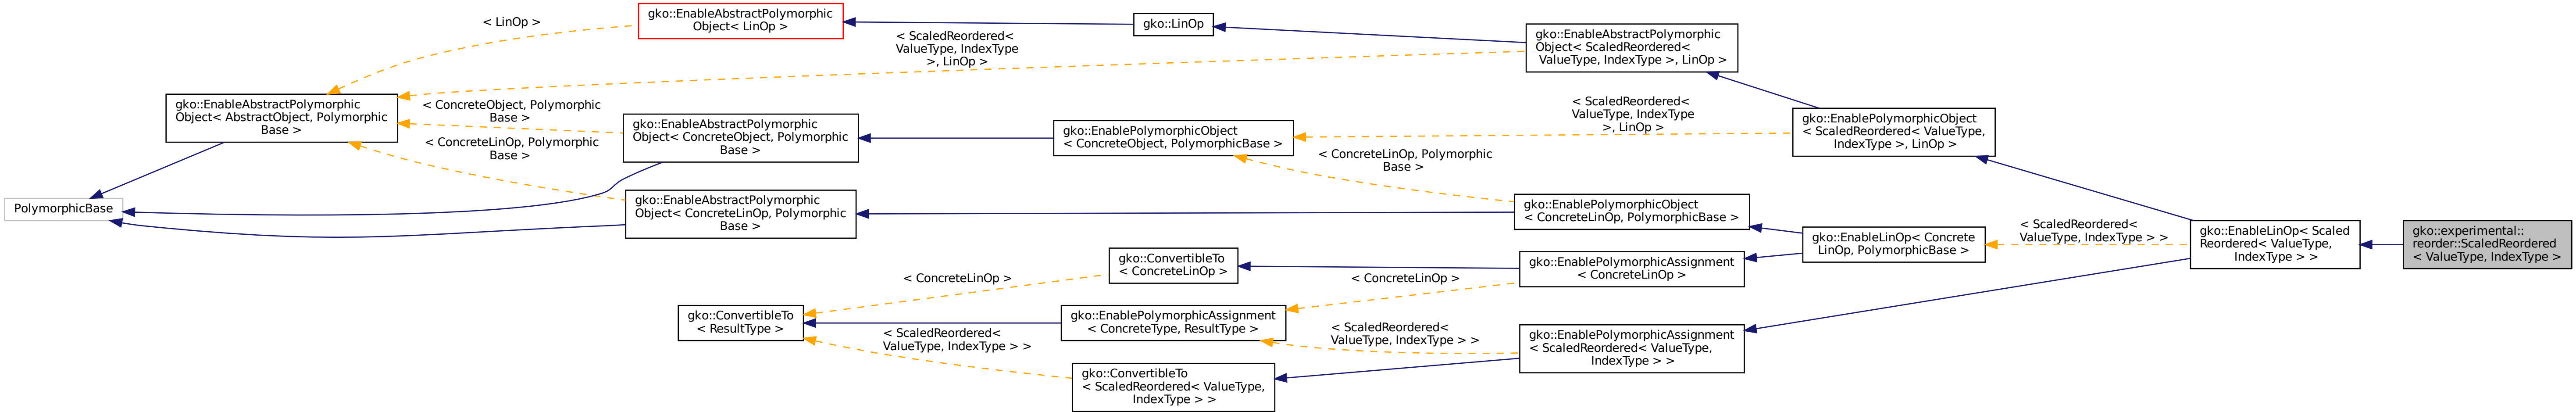 PolymorphicBase
gko::EnableAbstractPolymorphic
Object< AbstractObject, Polymorphic
Base >
< LinOp >
< ScaledReordered<
ValueType, IndexType
>, LinOp >
< ConcreteObject, Polymorphic
Base >
< ConcreteLinOp, Polymorphic
Base >
gko::EnableAbstractPolymorphic
Object< LinOp >
gko::EnableAbstractPolymorphic
Object< ConcreteObject, Polymorphic
Base >
gko::EnableAbstractPolymorphic
Object< ConcreteLinOp, Polymorphic
Base >
gko::ConvertibleTo
< ResultType >
< ConcreteLinOp >
< ScaledReordered<
ValueType, IndexType > >
gko::LinOp
gko::EnablePolymorphicObject
< ConcreteObject, PolymorphicBase >
gko::ConvertibleTo
< ConcreteLinOp >
gko::EnablePolymorphicAssignment
< ConcreteType, ResultType >
gko::ConvertibleTo
< ScaledReordered< ValueType,
IndexType > >
< ScaledReordered<
ValueType, IndexType
>, LinOp >
< ConcreteLinOp, Polymorphic
Base >
< ConcreteLinOp >
< ScaledReordered<
ValueType, IndexType > >
gko::EnableAbstractPolymorphic
Object< ScaledReordered<
ValueType, IndexType >, LinOp >
gko::EnablePolymorphicObject
< ConcreteLinOp, PolymorphicBase >
gko::EnablePolymorphicAssignment
< ConcreteLinOp >
gko::EnablePolymorphicAssignment
< ScaledReordered< ValueType,
IndexType > >
gko::EnablePolymorphicObject
< ScaledReordered< ValueType,
IndexType >, LinOp >
gko::EnableLinOp< Concrete
LinOp, PolymorphicBase >
< ScaledReordered<
ValueType, IndexType > >
gko::EnableLinOp< Scaled
Reordered< ValueType,
IndexType > >
gko::experimental::
reorder::ScaledReordered
< ValueType, IndexType >